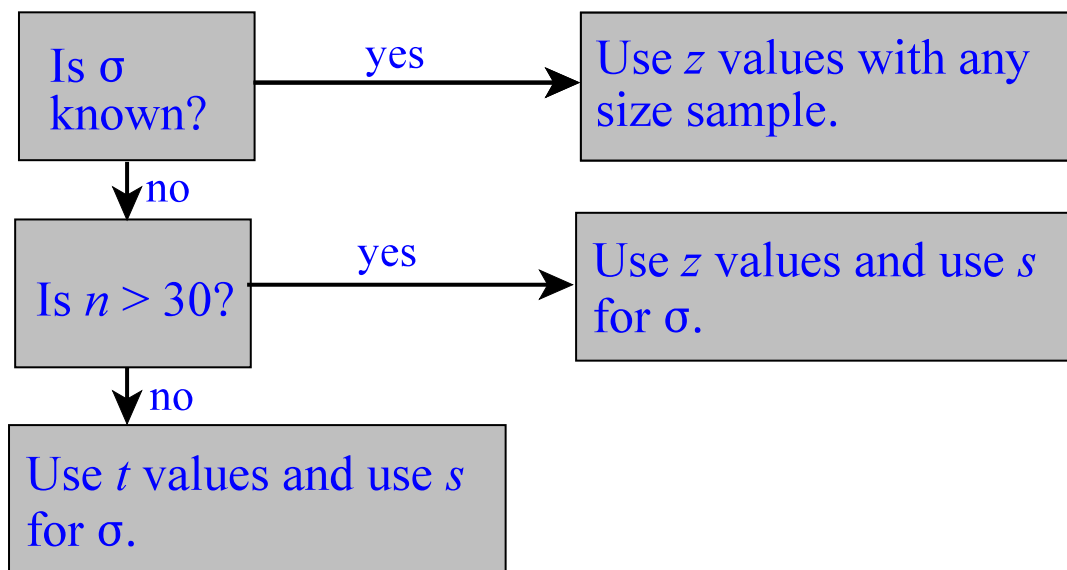 Is σ
known?
yes
Use z values with any
size sample.
no
Is n > 30?
yes
Use z values and use s
for σ.
no
Use t values and use s
for σ.